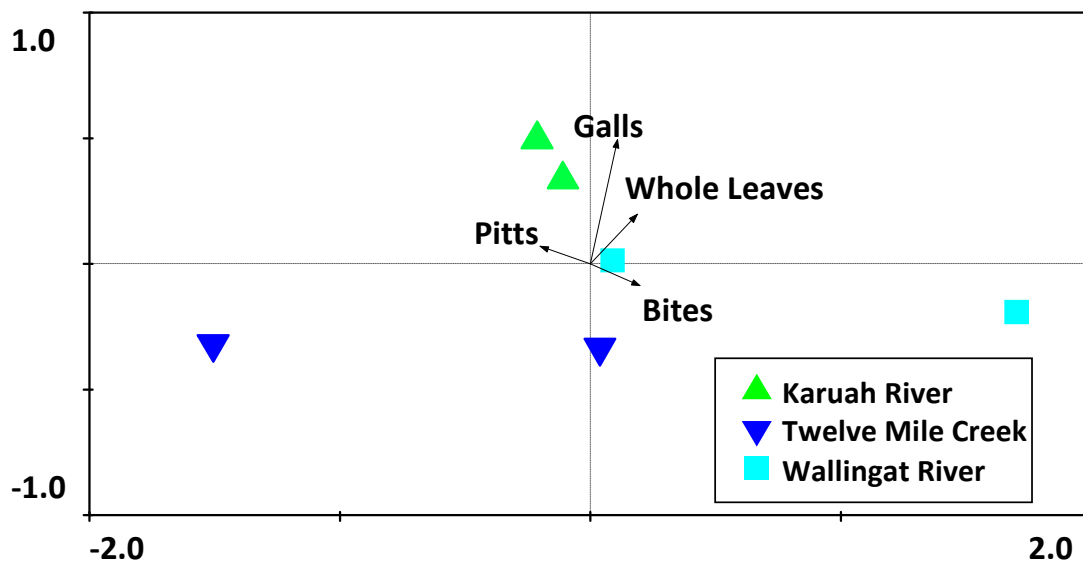 1.0
Galls
Whole Leaves
Pitts
Bites
Karuah River
Twelve Mile Creek
Wallingat River
-1.0
-2.0
2.0